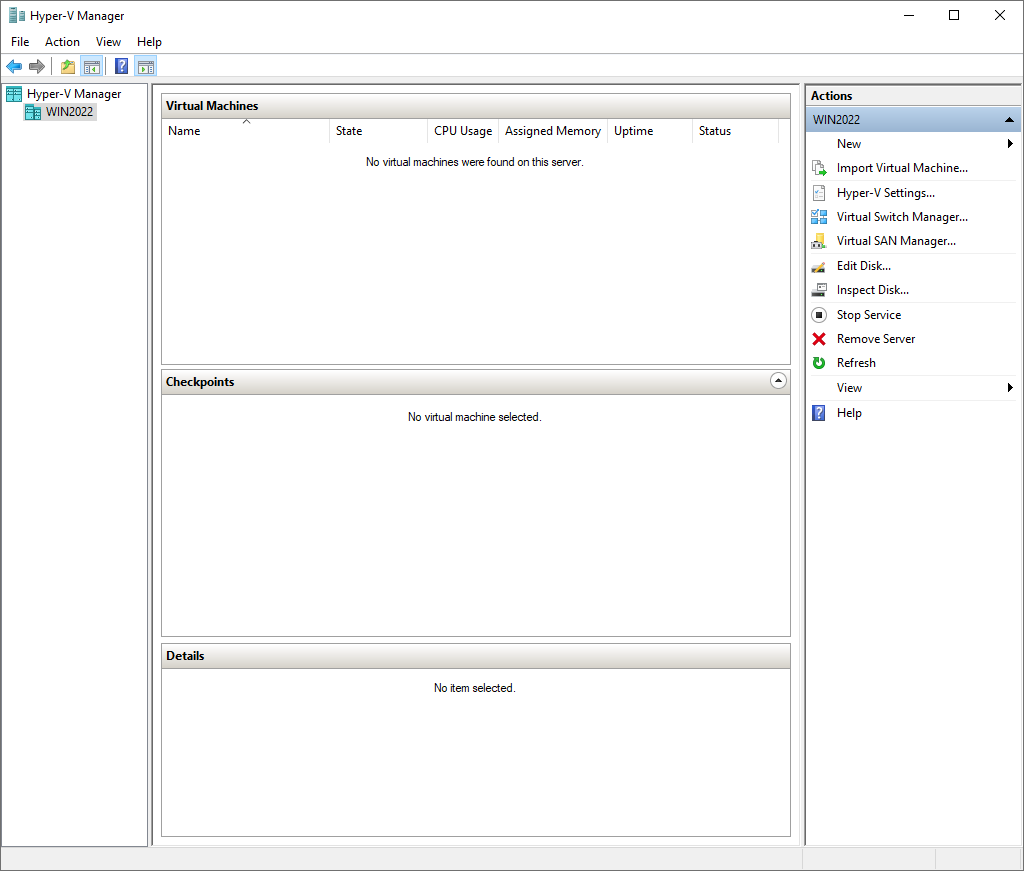 Hyper-V Manager
File Action View Help
?
Hyper-V Manager
WIN2022
Virtual Machines
Name State CPU Usage Assigned Memory Uptime Status
No virtual machines were found on this server.
Checkpoints
No virtual machine selected.
Details
No item selected.
Actions
WIN2022
New
Import Virtual Machine...
Hyper-V Settings...
Virtual Switch Manager...
Virtual SAN Manager...
Edit Disk...
Inspect Disk...
Stop Service
Remove Server
Refresh
View
? Help